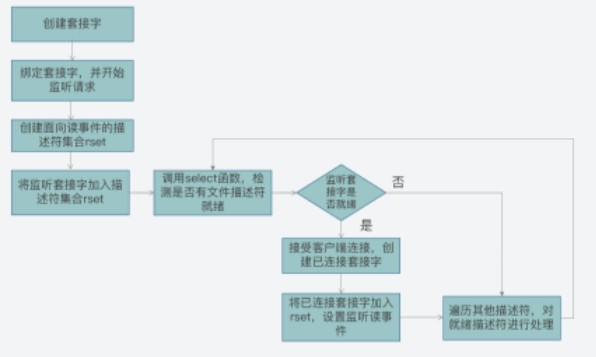 创建套接字
绑定套接字，并开始
监听请求
创建面向读事件的描
述符集合rset
将监听套接字加入描
述符集合rset
调用select函数，检
测是否有文件描述符
就绪
监听套
接字是
否就绪
否
是
接受客户端连接，创
建已连接套接字
将已连接套接字加入
rset，设置监听读事
件
遍历其他描述符，对
就绪描述符进行处理